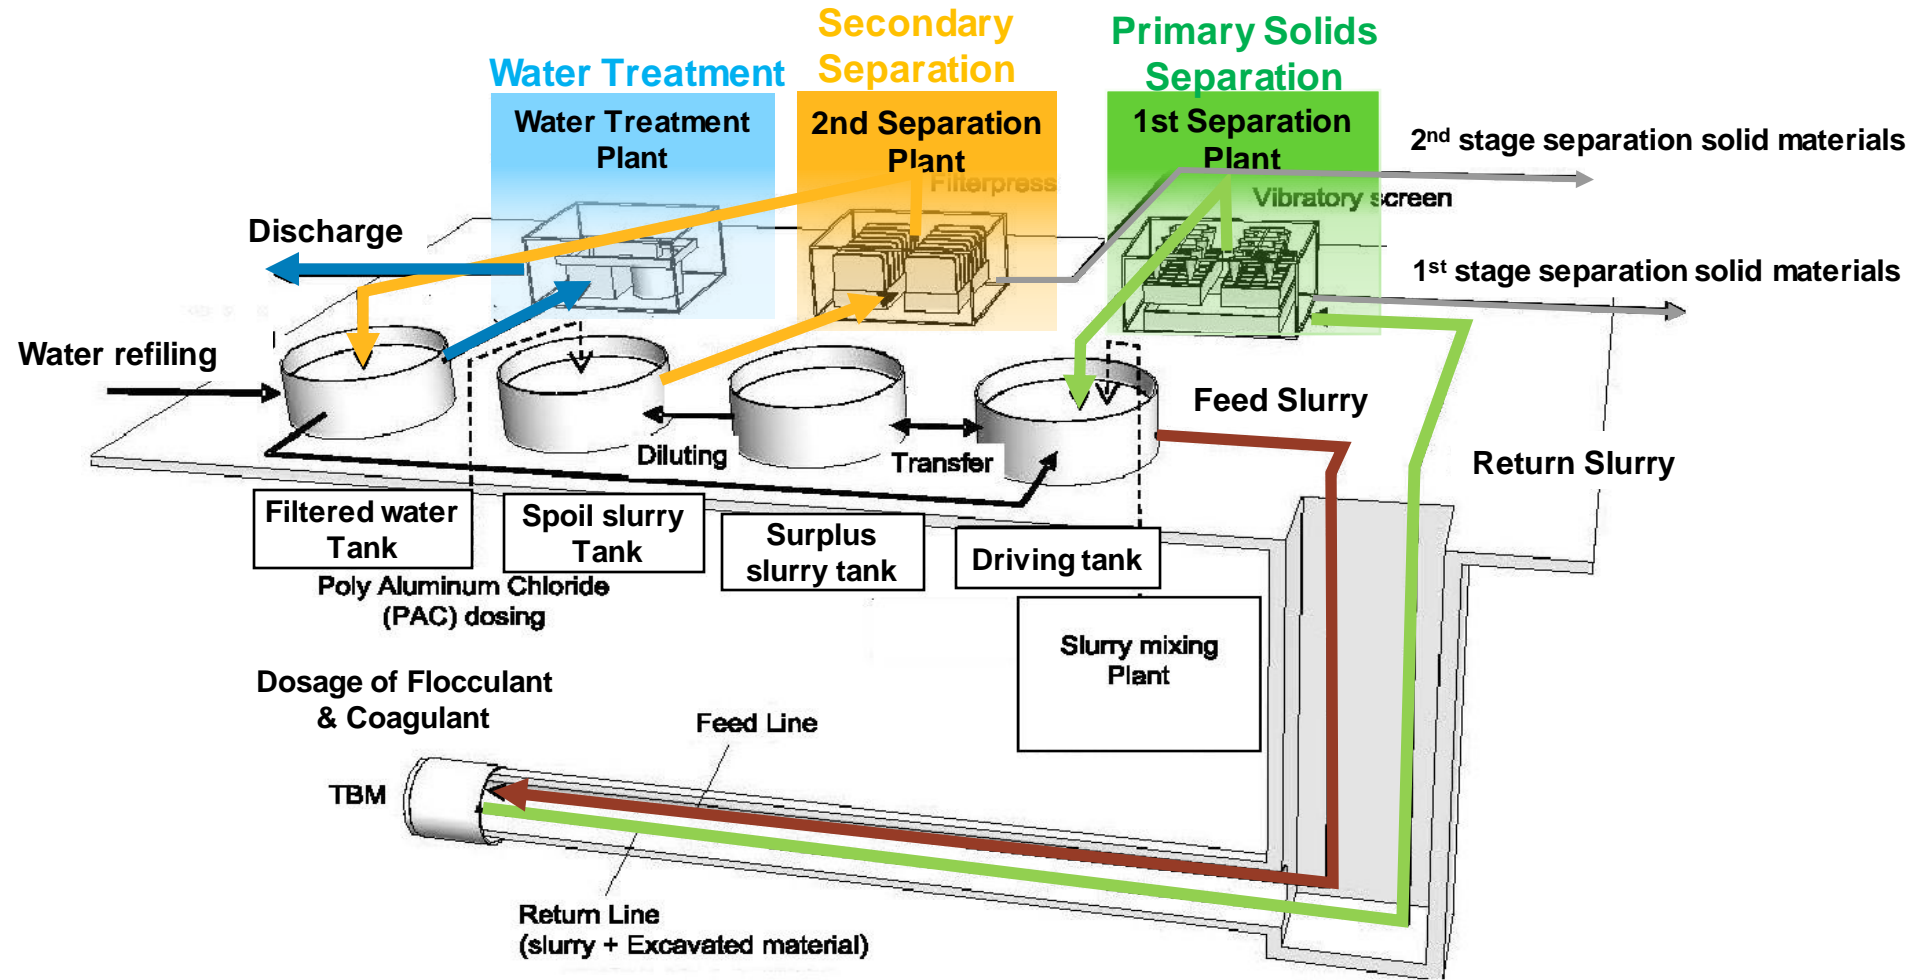 Secondary
Separation
Primary Solids
Separation
Water Treatment
Water Treatment
Plant
2nd Separation
Plant
1st Separation
Plant
2nd stage separation solid materials
Filterpress
Vibratory screen
Discharge
1st stage separation solid materials
Water refiling
Feed Slurry
Return Slurry
Diluting
Transfer
Filtered water
Tank
Spoil slurry
Tank
Surplus
slurry tank
Driving tank
Poly Aluminum Chloride
(PAC) dosing
Slurry mixing
Plant
Dosage of Flocculant
& Coagulant
Feed Line
TBM
Return Line
(slurry + Excavated material)